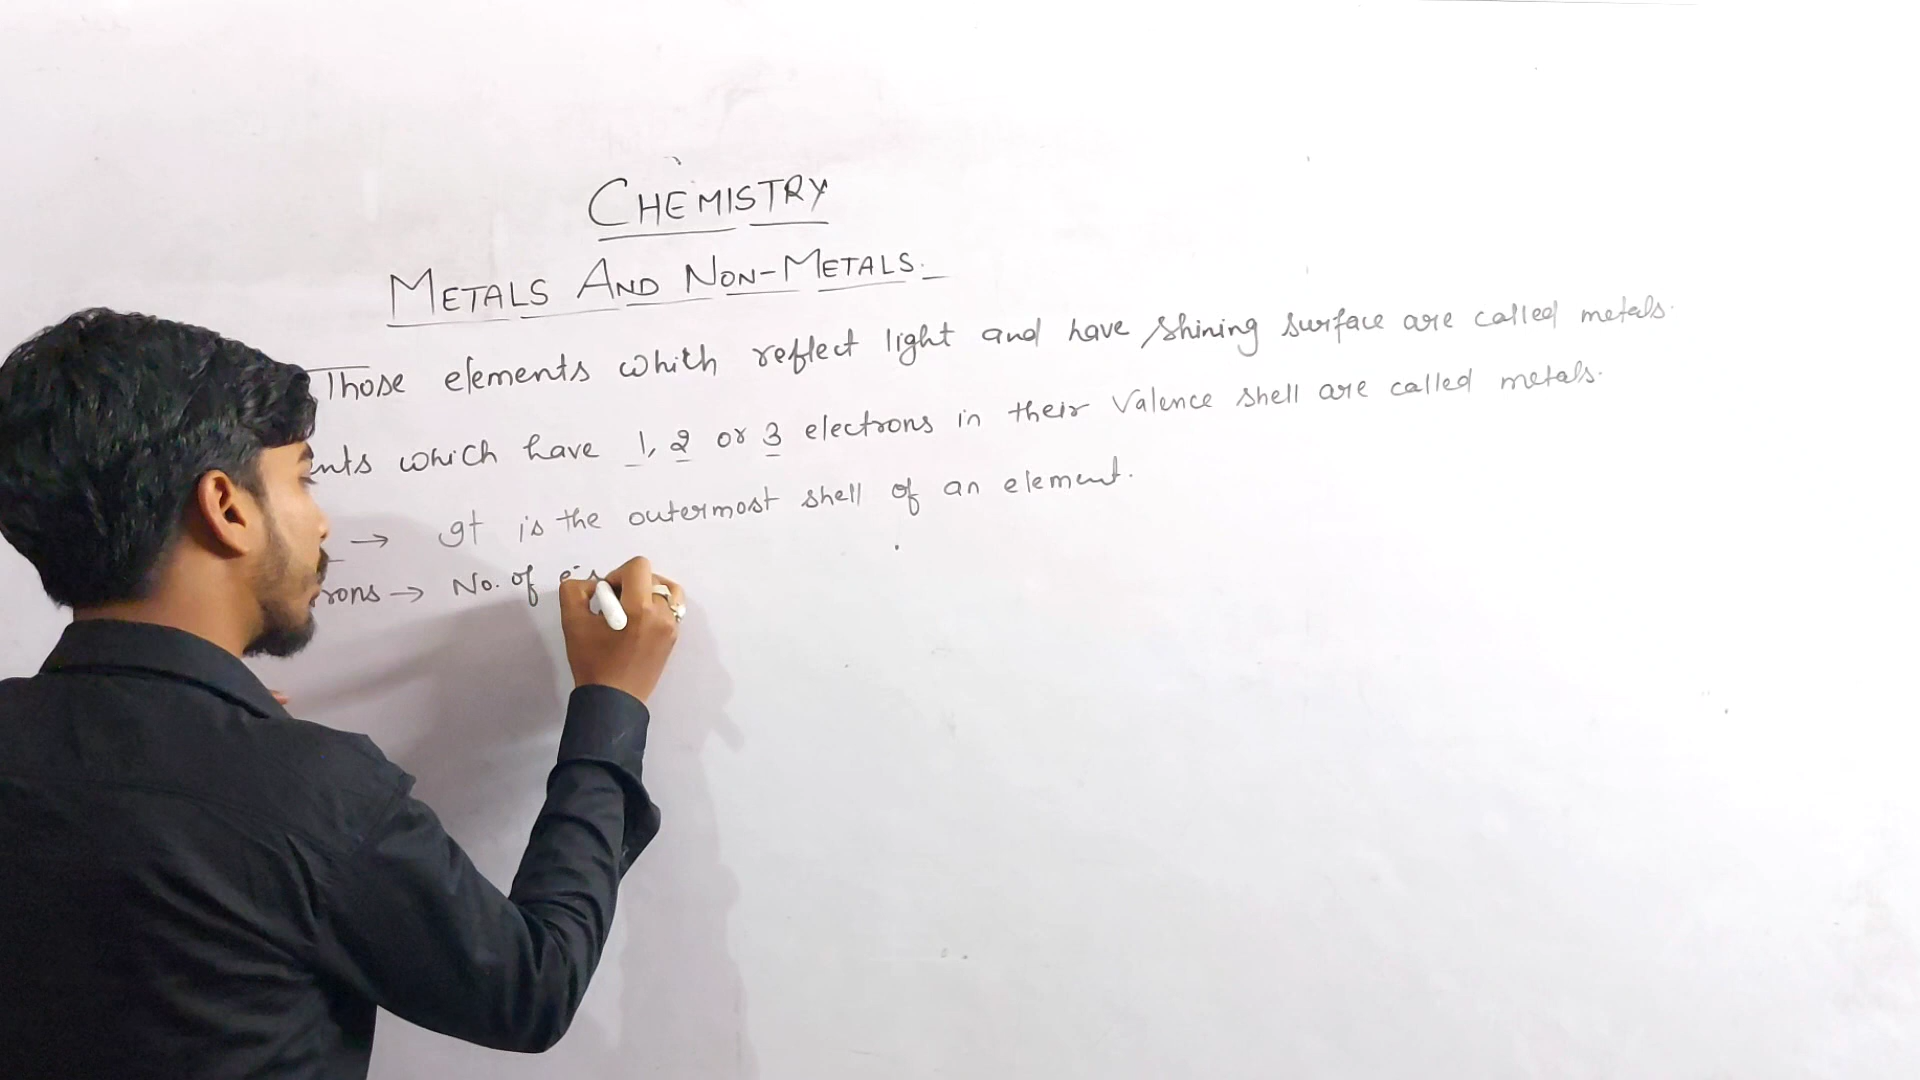 CHEMISTRY
METALS AND NON-METALS.
Those elements which reflect light and have shining surface are called metals.
which have 1, 2 or 3 electrons in their Valence shell are called metals.
→ It is the outermost shell of an element.
→ No. of e⁻s